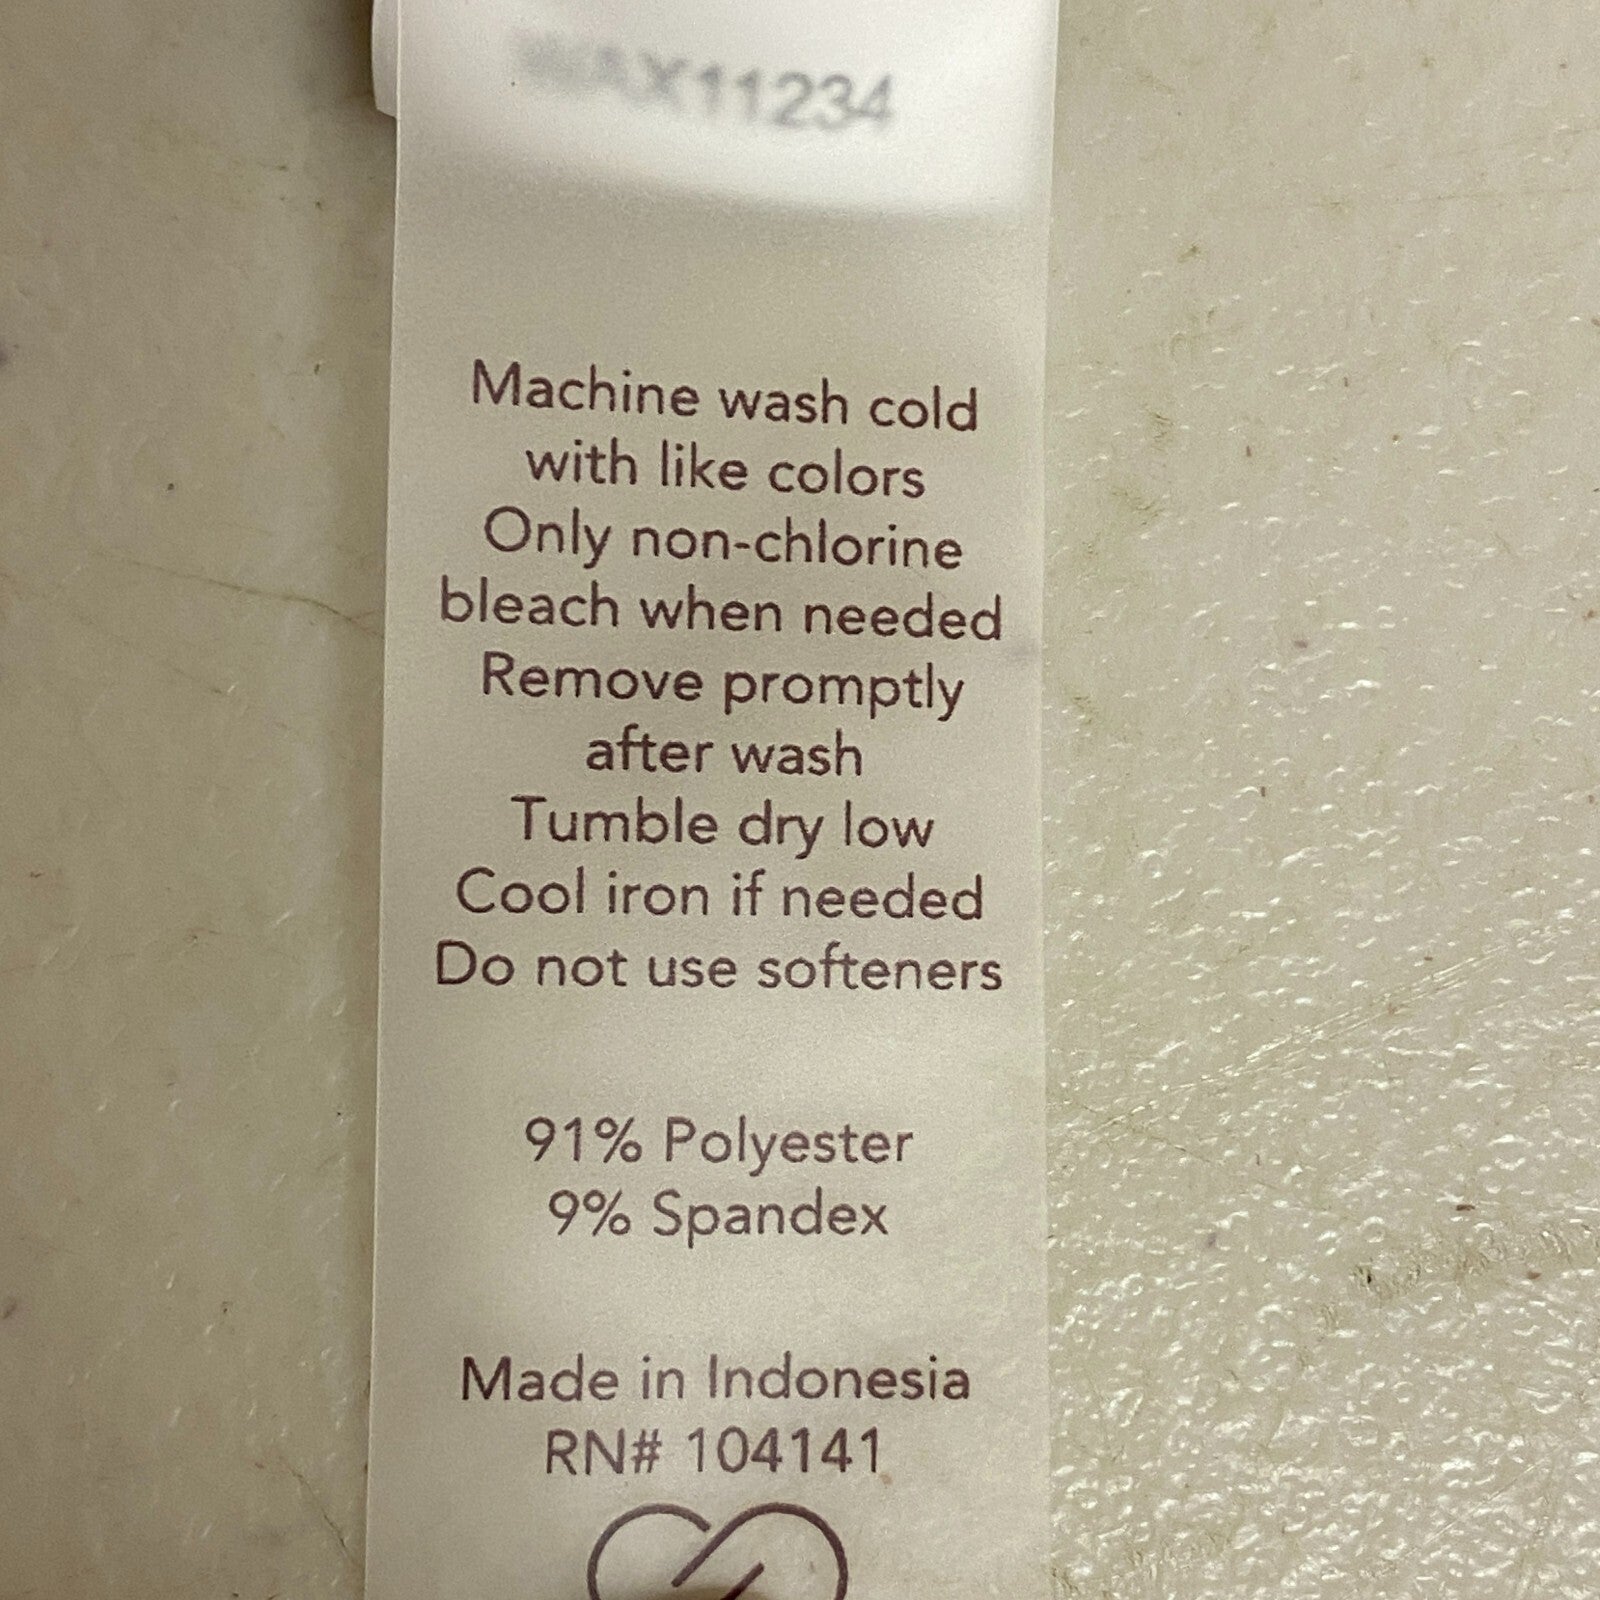 WAX11234
Machine wash cold
with like colors
Only non-chlorine
bleach when needed
Remove promptly
after wash
Tumble dry low
Cool iron if needed
Do not use softeners
91% Polyester
9% Spandex
Made in Indonesia
RN# 104141